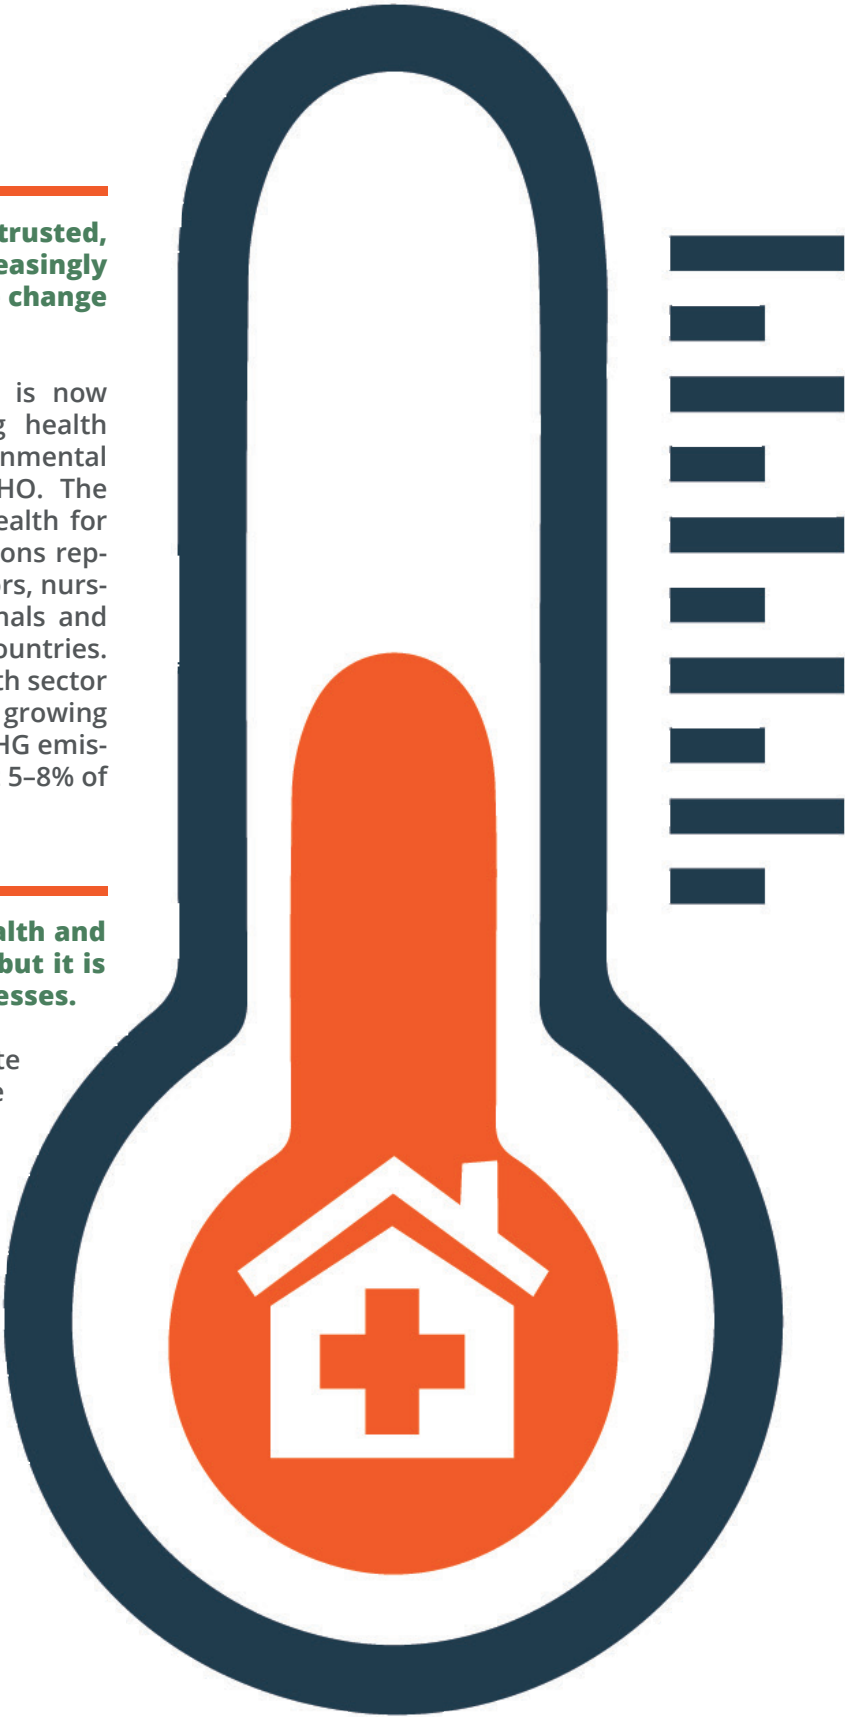 trusted,
easingly
change
is now
g health
nmental
HO. The
ealth for
ons rep-
rs, nurs-
nals and
ountries.
th sector
growing
HG emis-
5–8% of
alth and
but it is
esses.
te
e